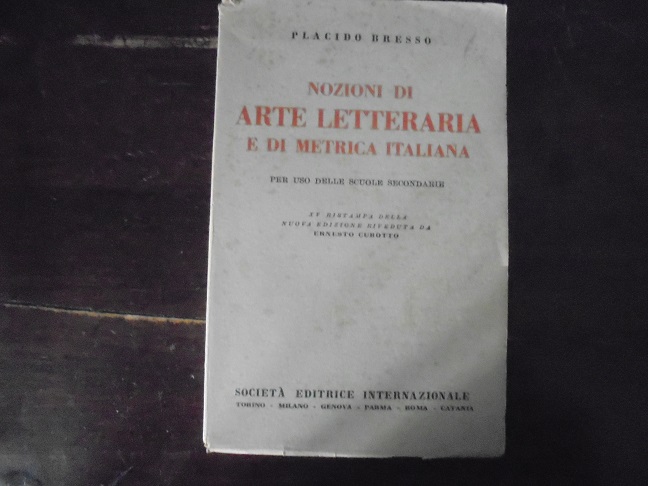 PLACIDO BRESSO
NOZIONI DI
ARTE LETTERARIA
E DI METRICA ITALIANA
PER USO DELLE SCUOLE SECONDARIE
XV RISTAMPA DELLA
NUOVA EDIZIONE RIVEDUTA DA
ERNESTO CUROTTO
SOCIETÀ EDITRICE INTERNAZIONALE
TORINO - MILANO - GENOVA - PARMA - ROMA - CATANIA